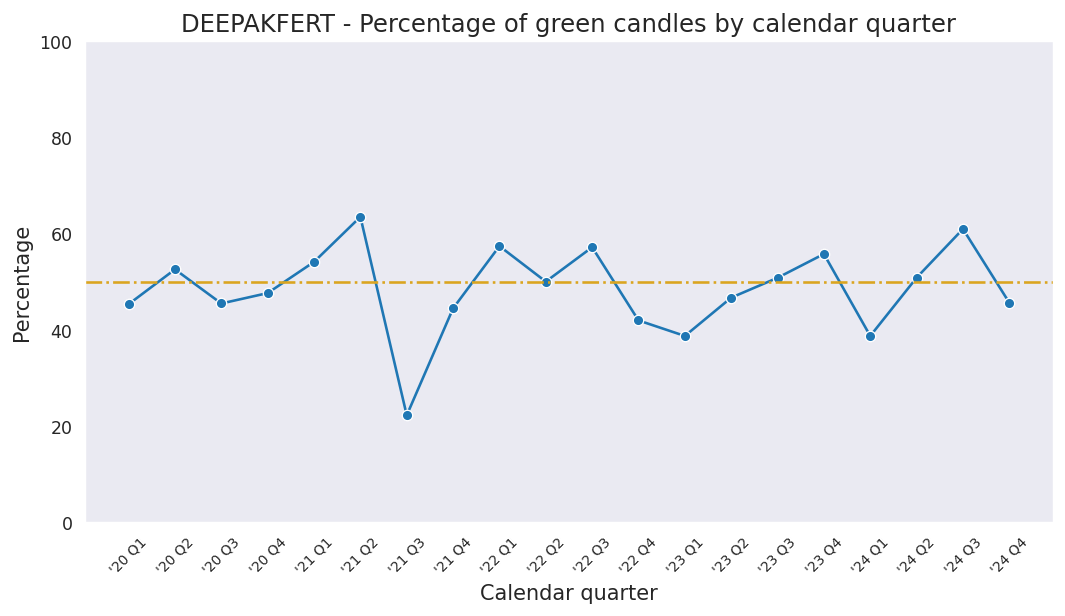 DEEPAKFERT - Percentage of green candles by calendar quarter
Percentage
100
80
60
40
20
0
'20 Q1
'20 Q2
'20 Q3
'20 Q4
'21 Q1
'21 Q2
'21 Q3
'21 Q4
'22 Q1
'22 Q2
'22 Q3
'22 Q4
'23 Q1
'23 Q2
'23 Q3
'23 Q4
'24 Q1
'24 Q2
'24 Q3
'24 Q4
Calendar quarter